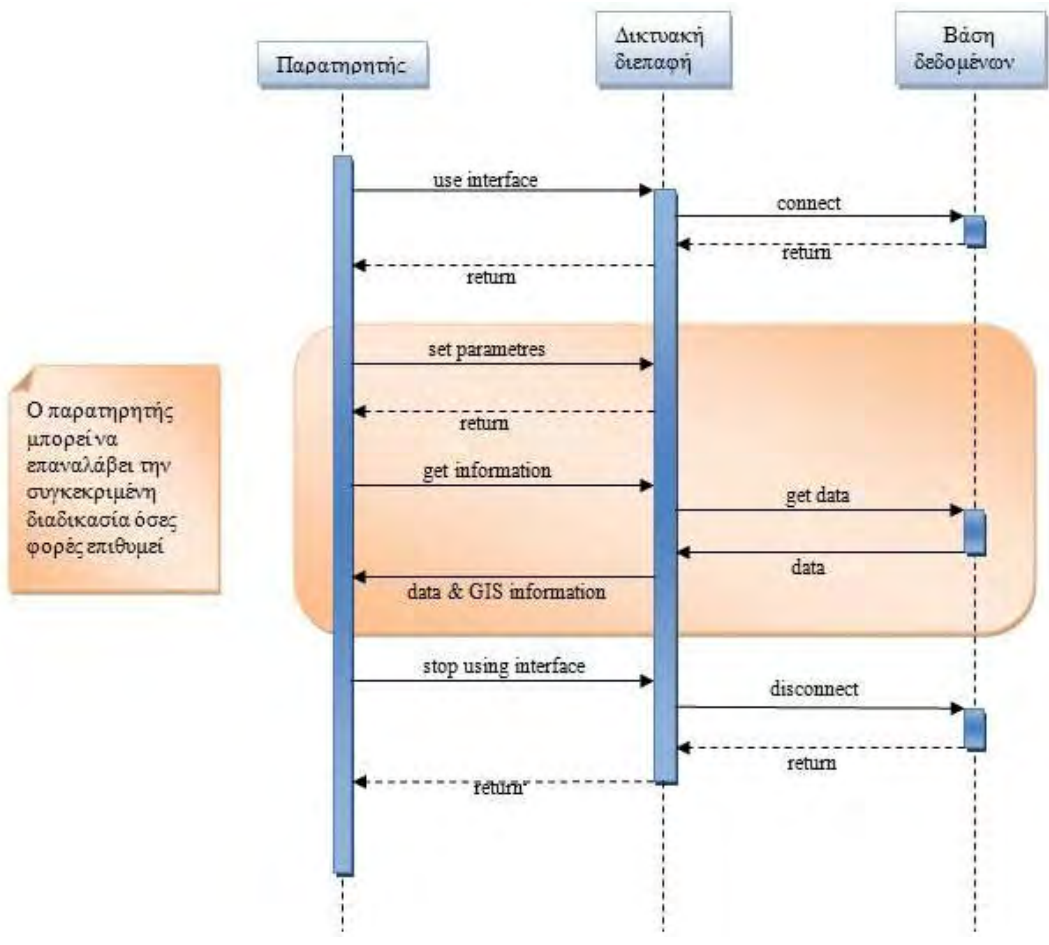 Παρατηρητής
Δικτυακή
διεπαφή
Βάση
δεδομένων
use interface
connect
return
return
set parametres
return
Ο παρατηρητής
μπορεί να
επαναλάβει την
συγκεκριμένη
διαδικασία όσες
φορές επιθυμεί
get information
get data
data
data & GIS information
stop using interface
disconnect
return
return